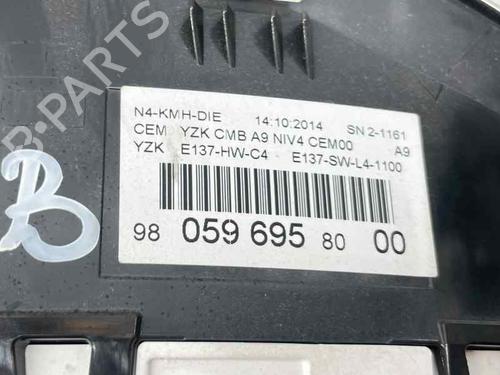 B-Parts
N4-KMH-DIE 14:10:2014 SN 2-1161
CEM YZK CMB A9 NIV4 CEM00 A9
YZK E137-HW-C4 E137-SW-L4-1100
98 059 695 80 00
B